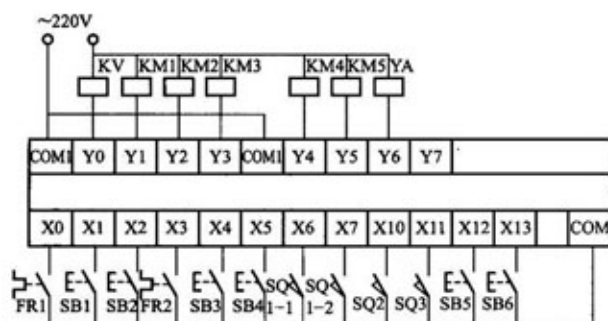 ~220V
KV KM1 KM2 KM3 KM4 KM5 YA
COM1 Y0 Y1 Y2 Y3 COM1 Y4 Y5 Y6 Y7
X0 X1 X2 X3 X4 X5 X6 X7 X10 X11 X12 X13 COM
FR1 SB1 SB2 FR2 SB3 SB4 SQ 1-1 SQ 1-2 SQ2 SQ3 SB5 SB6